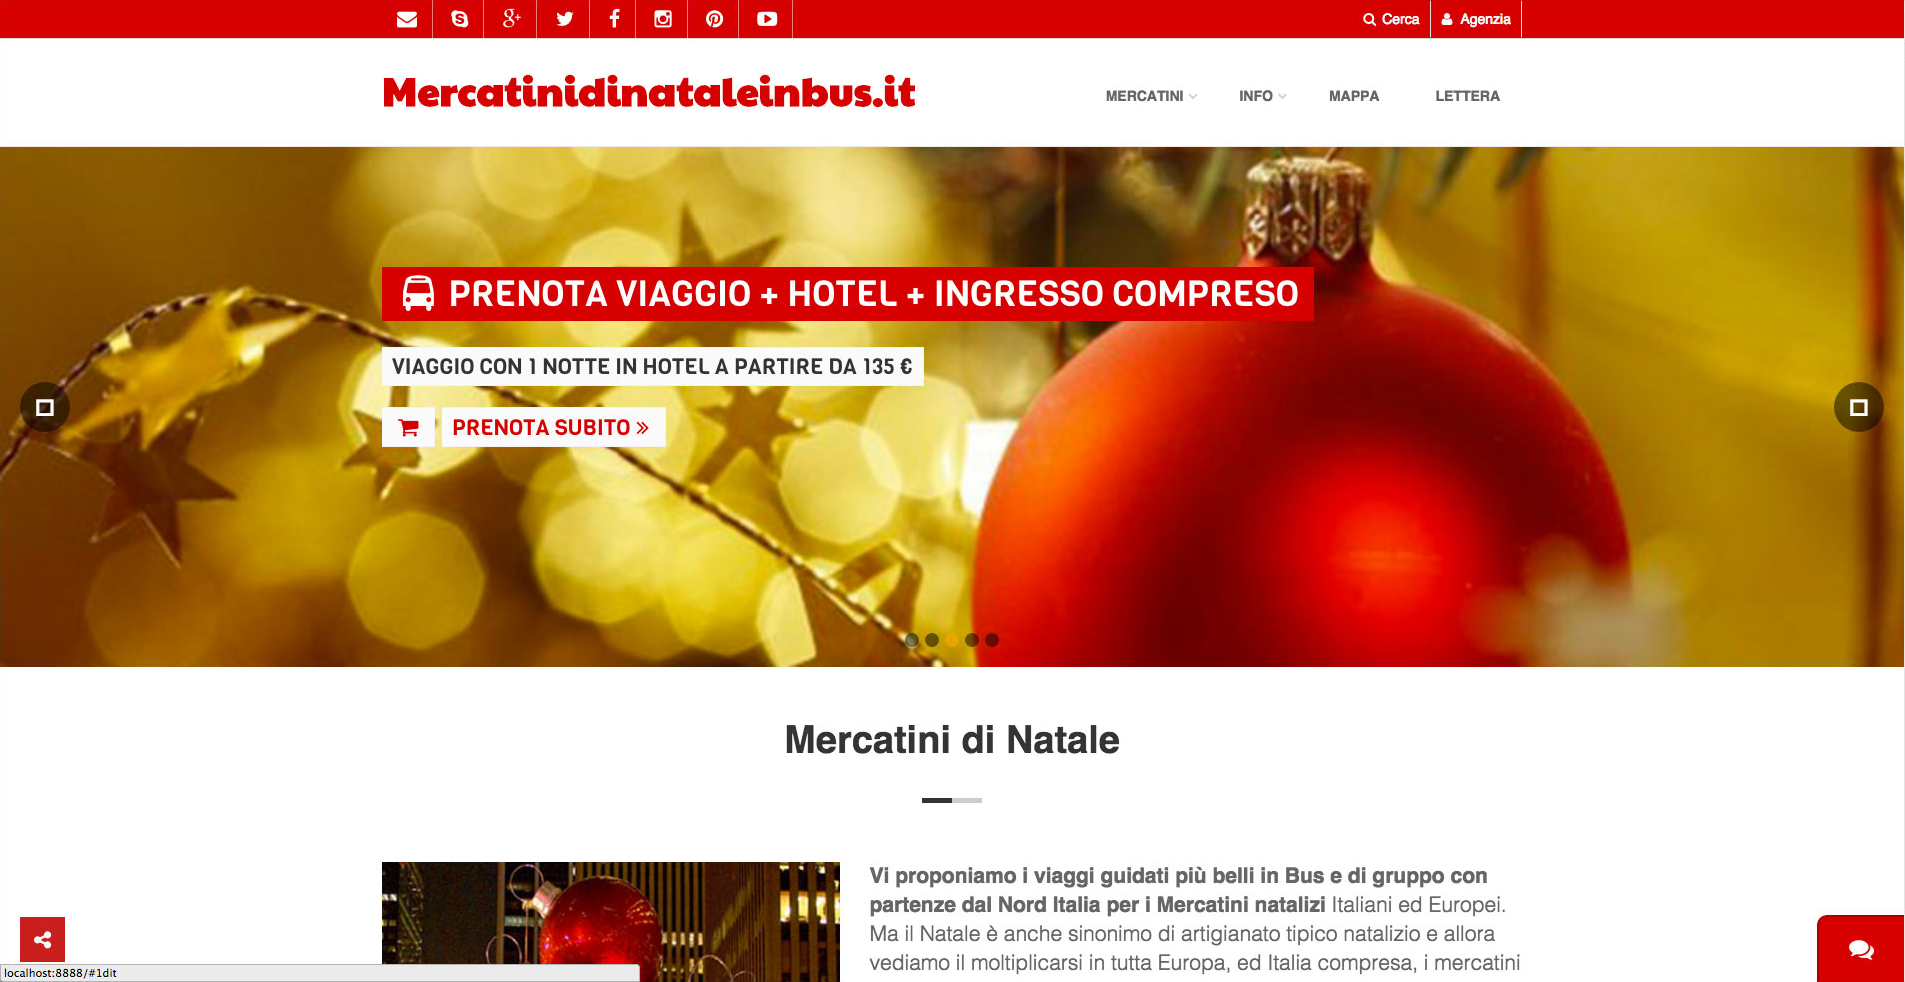 Cerca
Agenzia
Mercatinidinataleinbus.it
MERCATINI
INFO
MAPPA
LETTERA
PRENOTA VIAGGIO + HOTEL + INGRESSO COMPRESO
VIAGGIO CON 1 NOTTE IN HOTEL A PARTIRE DA 135 €
PRENOTA SUBITO »
Mercatini di Natale
Vi proponiamo i viaggi guidati più belli in Bus e di gruppo con
partenze dal Nord Italia per i Mercatini natalizi Italiani ed Europei.
Ma il Natale è anche sinonimo di artigianato tipico natalizio e allora
vediamo il moltiplicarsi in tutta Europa, ed Italia compresa, i mercatini
localhost:8888/#1dit